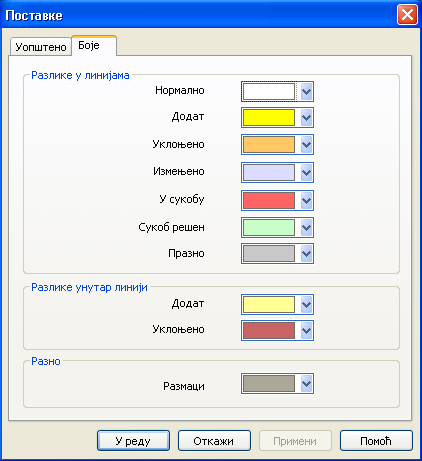 Поставке
Уопштено
Боје
Разлике у линијама
Нормално
Додат
Уклоњено
Измењено
У сукобу
Сукоб решен
Празно
Разлике унутар линији
Додат
Уклоњено
Разно
Размаци
У реду
Откажи
Примени
Помоћ